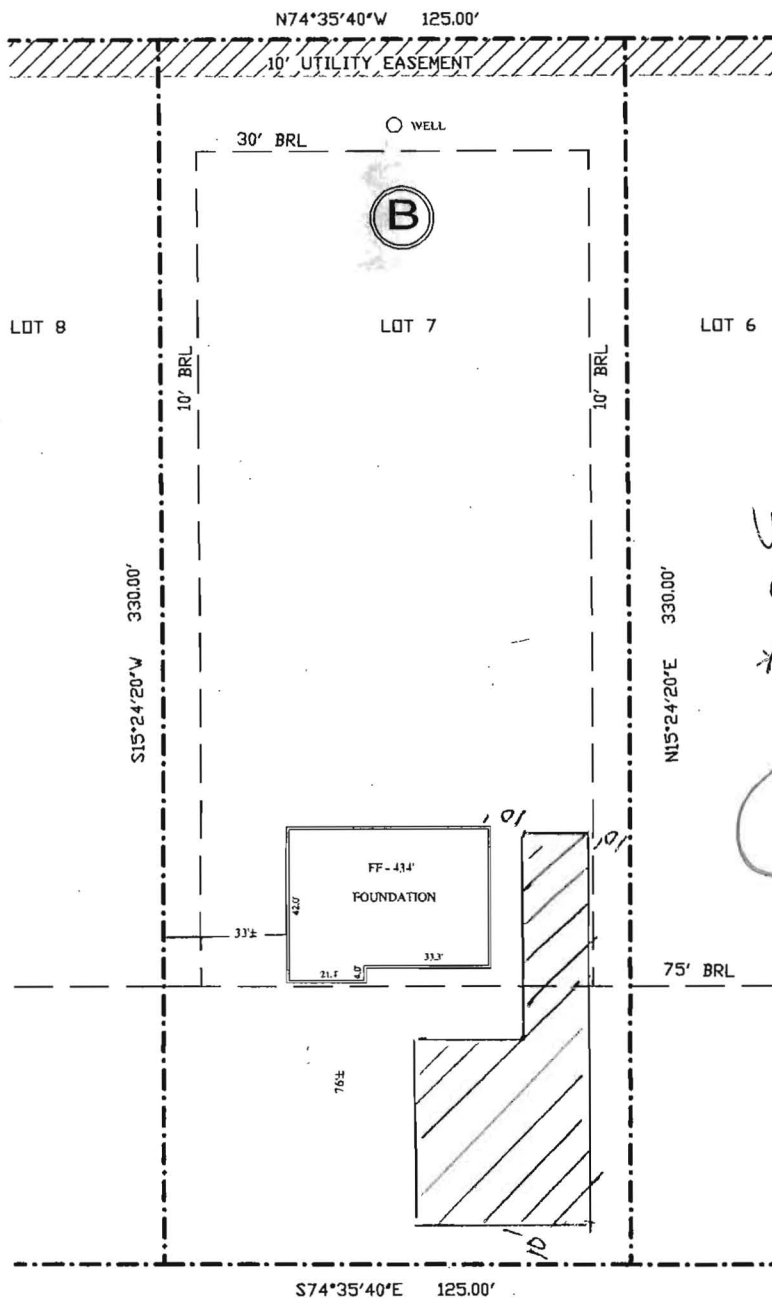 N74°35'40"W 125.00'
10' UTILITY EASEMENT
WELL
30' BRL
B
LOT 8
LOT 7
LOT 6
10' BRL
10' BRL
S15°24'20"W 330.00'
N15°24'20"E 330.00'
10'
10'
FF - 43.4'
FOUNDATION
42.0'
33'±
21.1'
4.0'
33.3'
75' BRL
76'±
10'
S74°35'40"E 125.00'